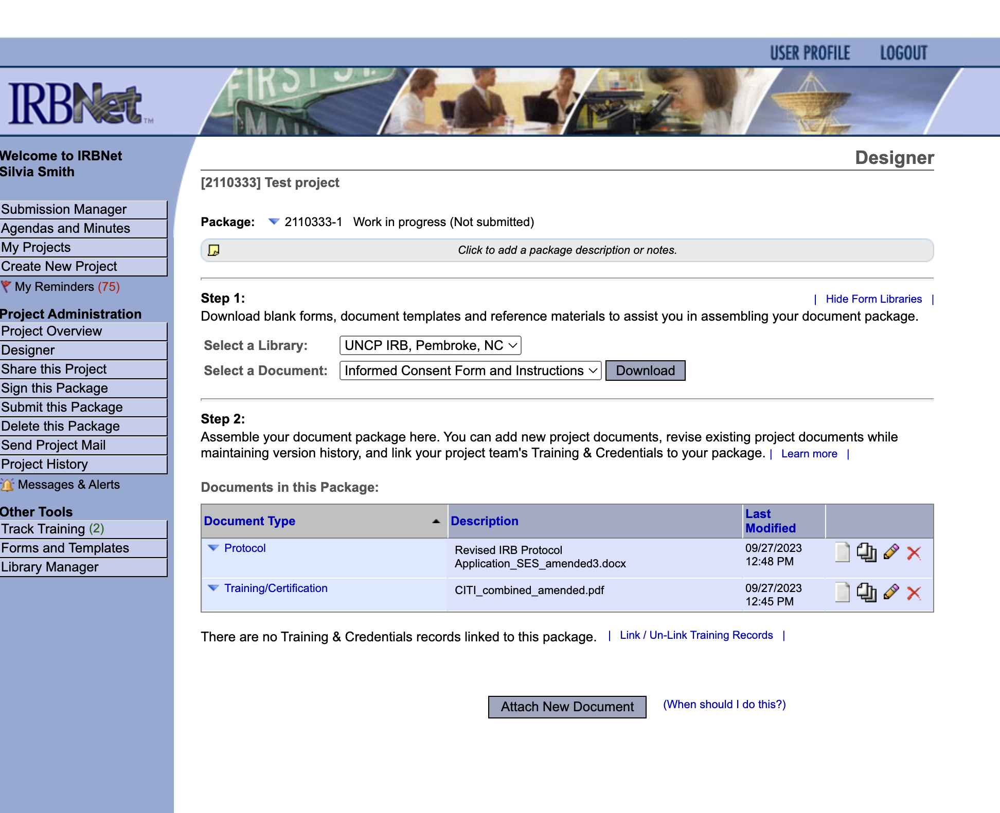 USER PROFILE LOGOUT
FIRST ST.
MAIN
IRBNet™
Welcome to IRBNet
Silvia Smith
Submission Manager
Agendas and Minutes
My Projects
Create New Project
My Reminders (75)
Project Administration
Project Overview
Designer
Share this Project
Sign this Package
Submit this Package
Delete this Package
Send Project Mail
Project History
Messages & Alerts
Other Tools
Track Training (2)
Forms and Templates
Library Manager
Designer
[2110333] Test project
Package: 2110333-1 Work in progress (Not submitted)
Click to add a package description or notes.
Step 1:
| Hide Form Libraries |
Download blank forms, document templates and reference materials to assist you in assembling your document package.
Select a Library: UNCP IRB, Pembroke, NC
Select a Document: Informed Consent Form and Instructions Download
Step 2:
Assemble your document package here. You can add new project documents, revise existing project documents while
maintaining version history, and link your project team's Training & Credentials to your package. | Learn more |
Documents in this Package:
Document Type Description Last
Modified
Protocol Revised IRB Protocol 09/27/2023
Application_SES_amended3.docx 12:48 PM
Training/Certification CITI_combined_amended.pdf 09/27/2023
12:45 PM
There are no Training & Credentials records linked to this package. | Link / Un-Link Training Records |
Attach New Document (When should I do this?)